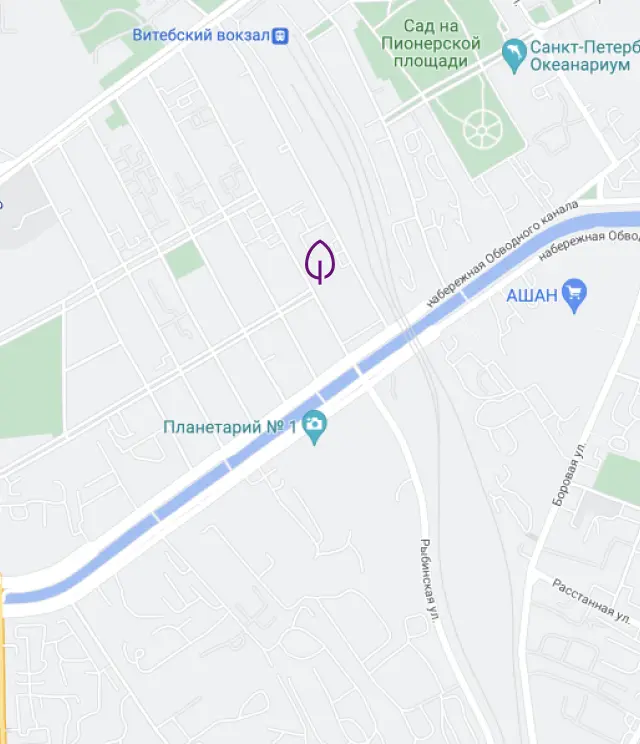 Витебский вокзал
Сад на
Пионерской
площади
Санкт-Петерб
Океанариум
набережная Обводного канала
набережная Обво
АШАН
Планетарий № 1
Боровая ул.
Рыбинская ул.
Расстанная ул.